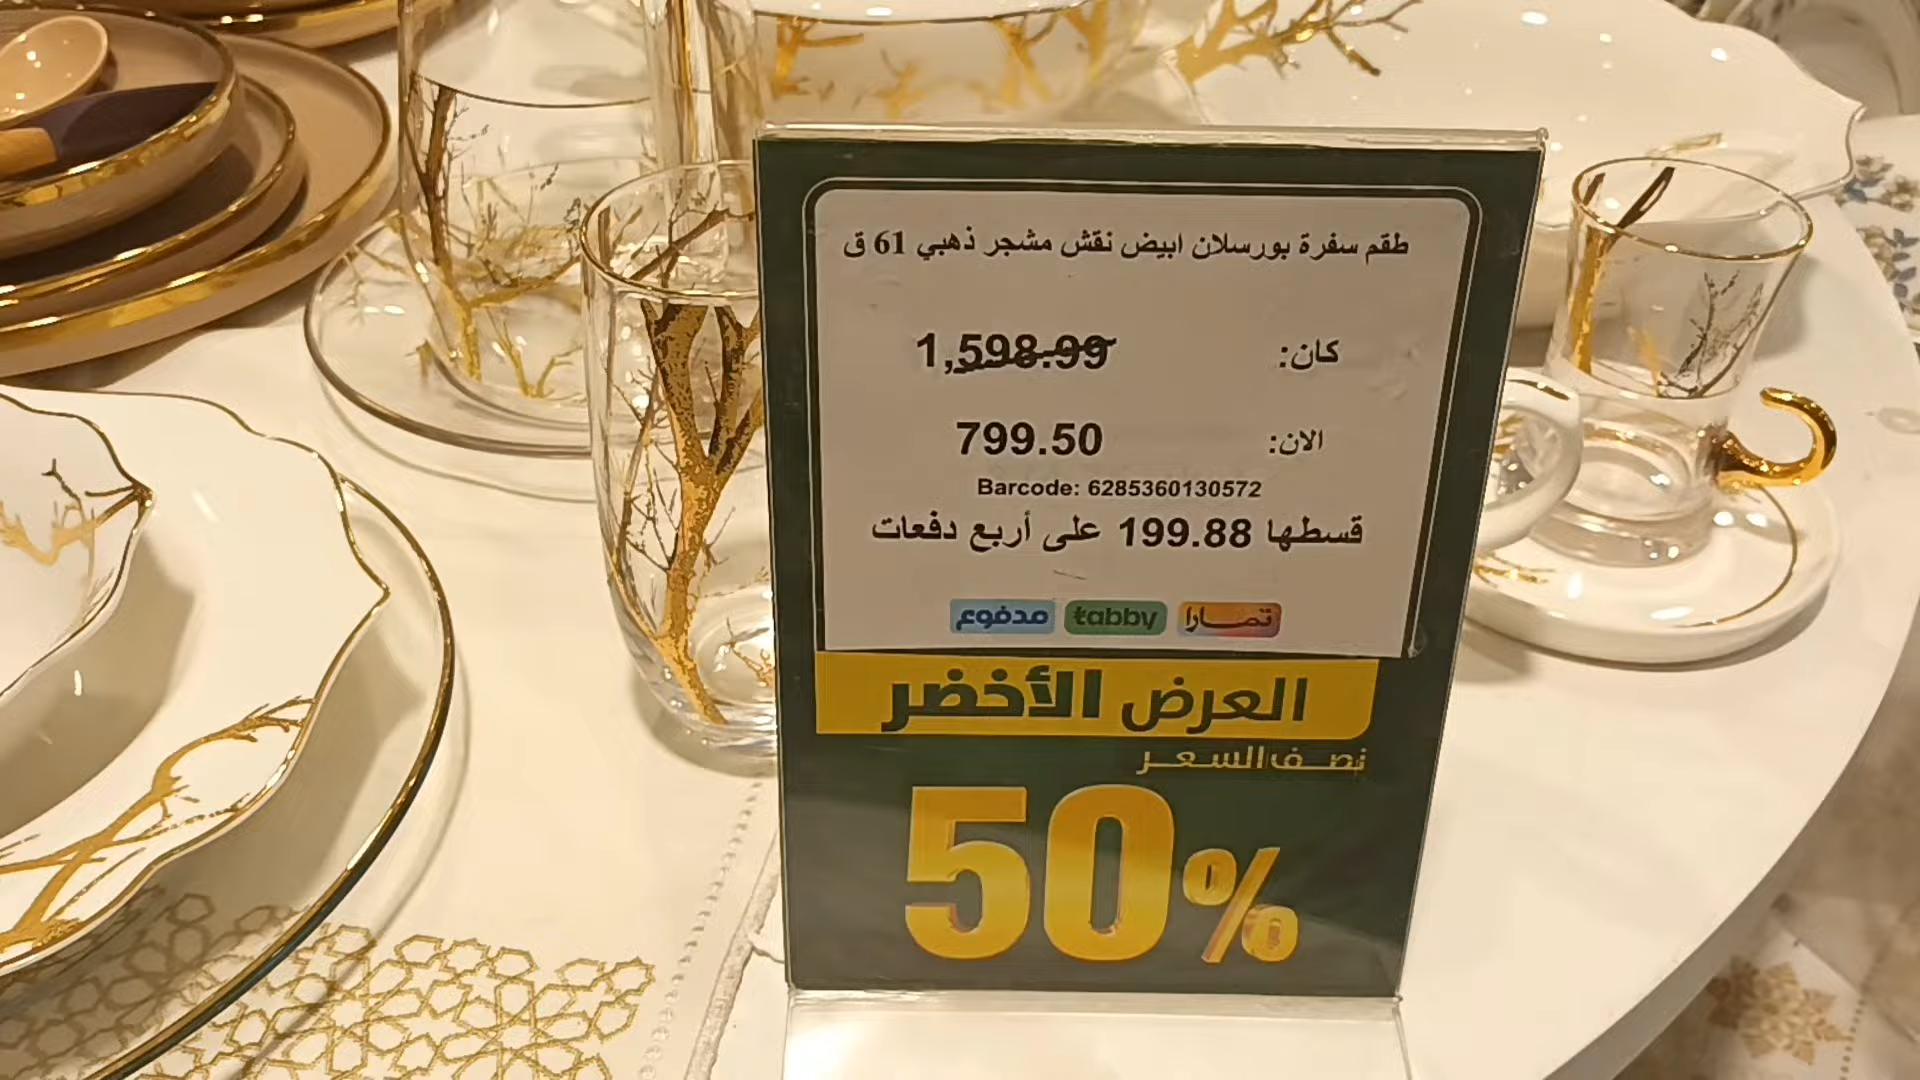 طقم سفرة بورسلان ابيض نقش مشجر ذهبي 61 ق
كان: 1,598.99
الان: 799.50
Barcode: 6285360130572
قسطها 199.88 على أربع دفعات
مدفوع tabby تمارا
العرض الأخضر
نصف السعر
50%